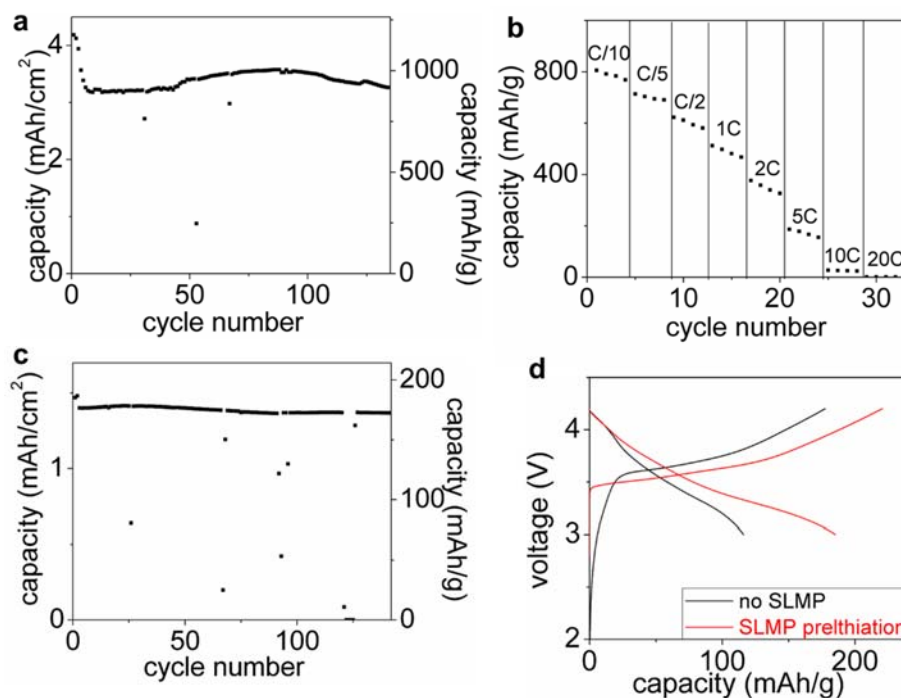 a
capacity (mAh/cm²)
4
2
0
1000
500
0
capacity (mAh/g)
0 50 100
cycle number
b
capacity (mAh/g)
800
400
0
C/10
C/5
C/2
1C
2C
5C
10C
20C
0 10 20 30
cycle number
c
capacity (mAh/cm²)
1
0
200
100
0
capacity (mAh/g)
0 50 100
cycle number
d
voltage (V)
4
3
2
no SLMP
SLMP prelthiation
0 100 200
capacity (mAh/g)